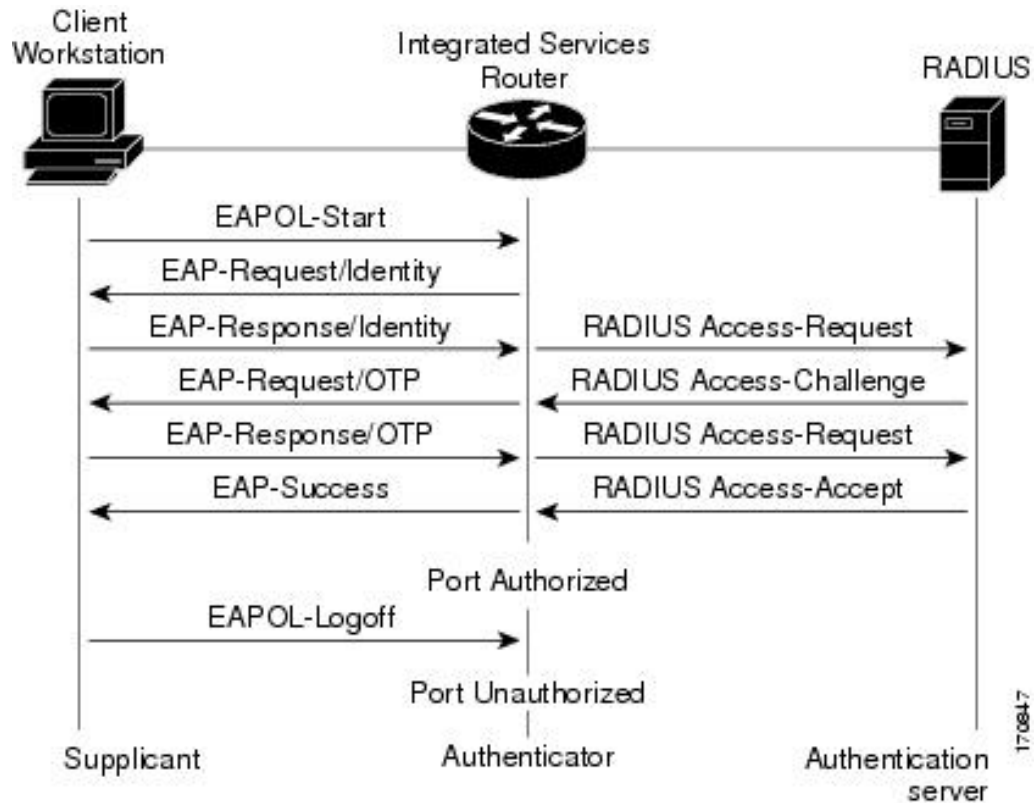 Client
Workstation
Integrated Services
Router
RADIUS
EAPOL-Start
EAP-Request/Identity
EAP-Response/Identity
RADIUS Access-Request
EAP-Request/OTP
RADIUS Access-Challenge
EAP-Response/OTP
RADIUS Access-Request
EAP-Success
RADIUS Access-Accept
Port Authorized
EAPOL-Logoff
Port Unauthorized
170847
Supplicant
Authenticator
Authentication
server